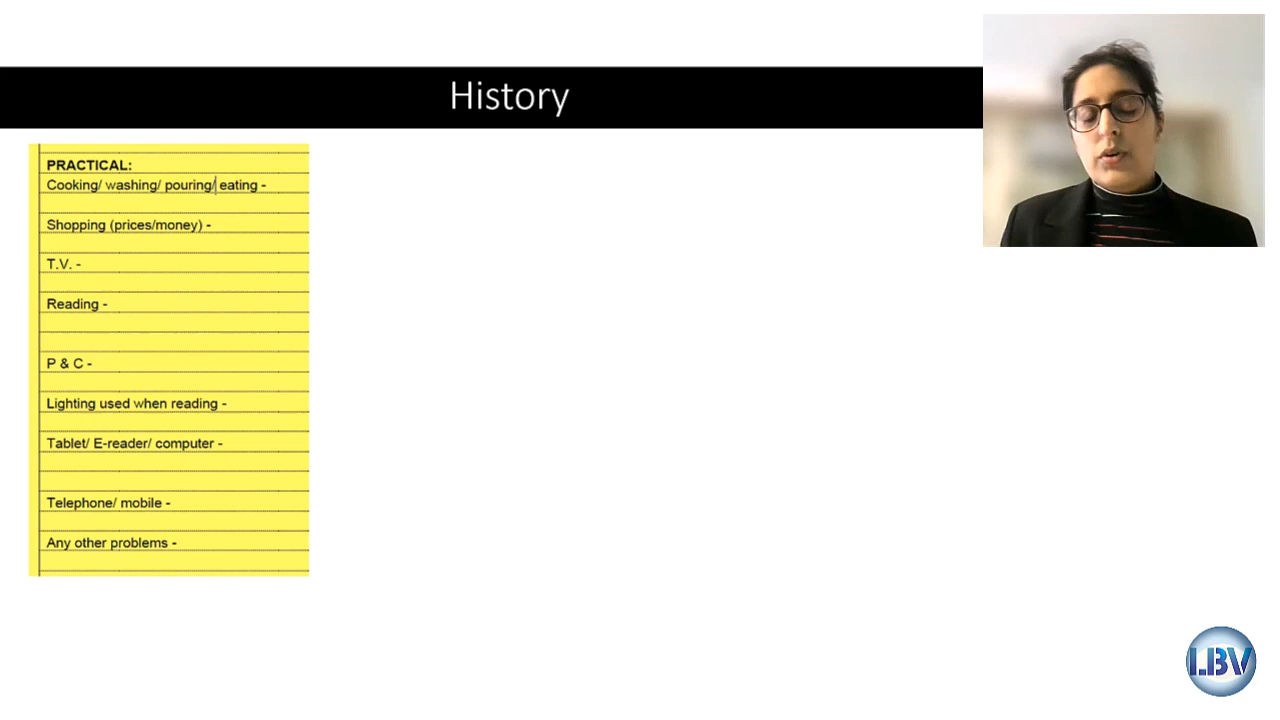 History
PRACTICAL:
Cooking/ washing/ pouring/ eating -
Shopping (prices/money) -
T.V. -
Reading -
P & C -
Lighting used when reading -
Tablet/ E-reader/ computer -
Telephone/ mobile -
Any other problems -
LBV